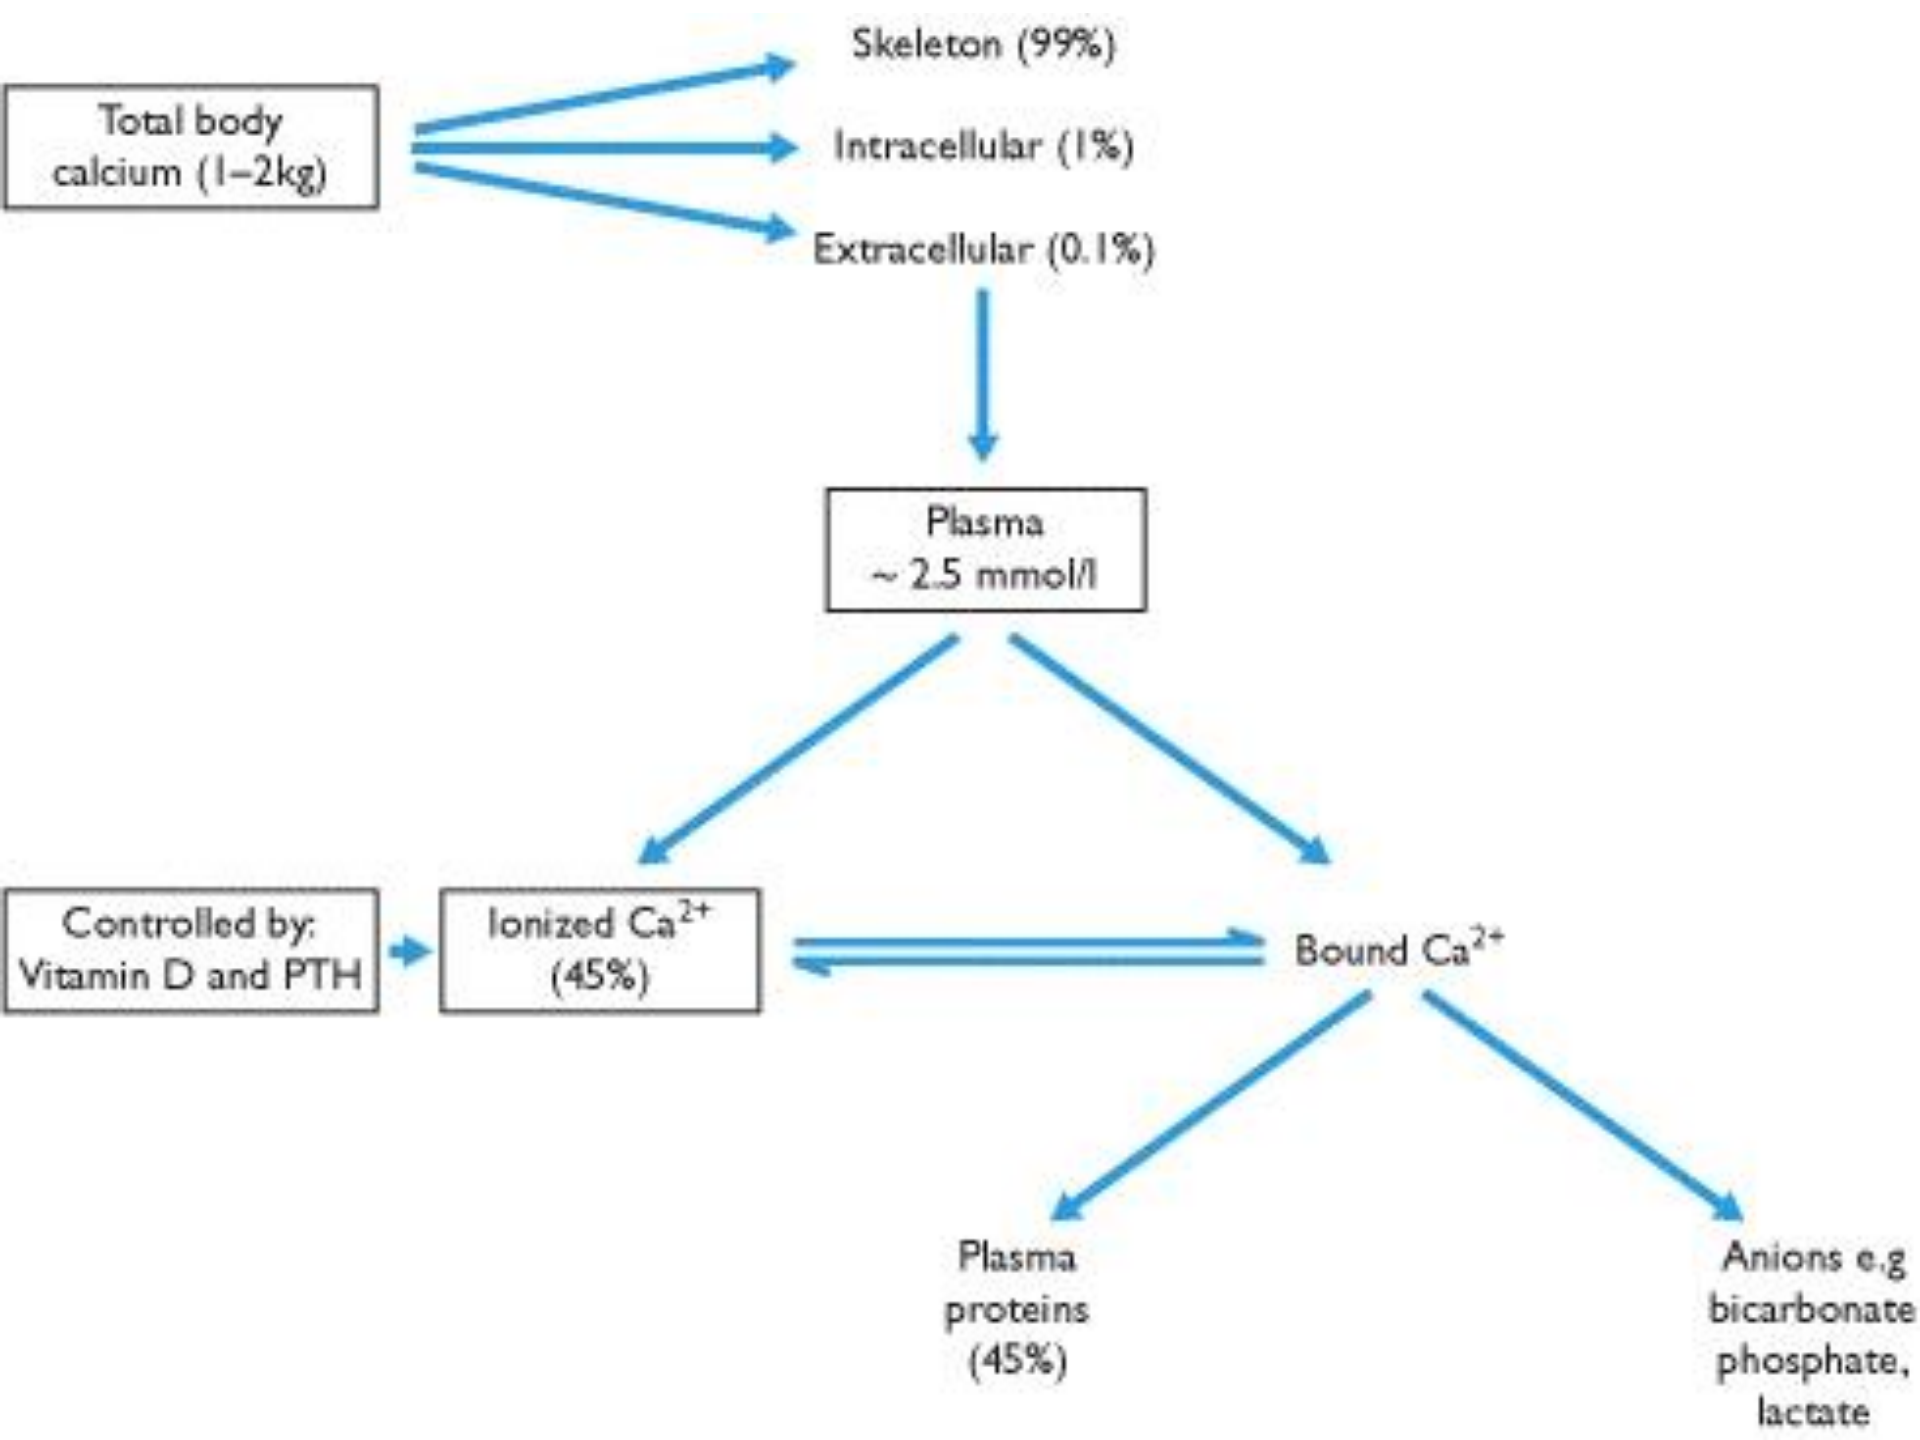 Skeleton (99%)
Total body
calcium (1–2kg)
Intracellular (1%)
Extracellular (0.1%)
Plasma
~ 2.5 mmol/l
Controlled by:
Vitamin D and PTH
Ionized Ca²⁺
(45%)
Bound Ca²⁺
Plasma
proteins
(45%)
Anions e.g
bicarbonate
phosphate,
lactate